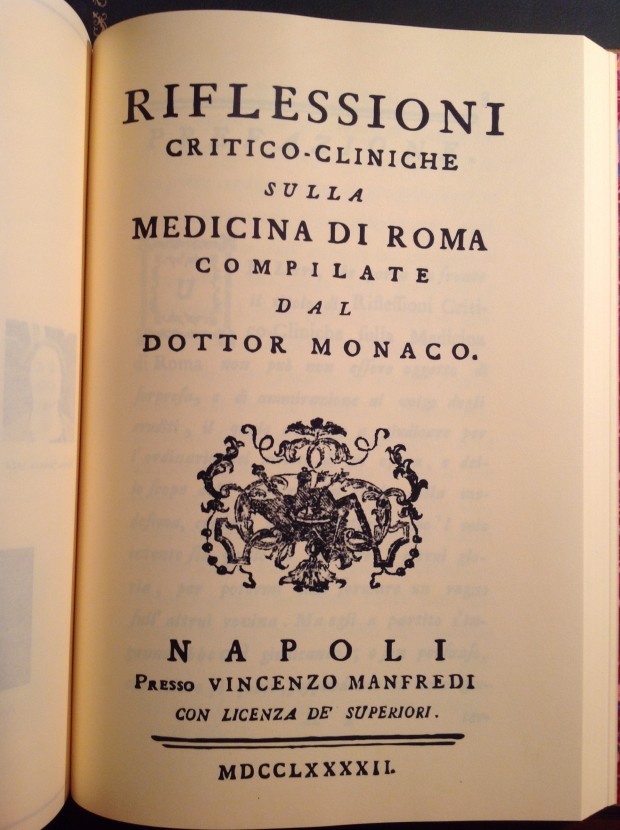 RIFLESSIONI
CRITICO-CLINICHE
SULLA
MEDICINA DI ROMA
COMPILATE
DAL
DOTTOR MONACO.
NAPOLI
PRESSO VINCENZO MANFREDI
CON LICENZA DE' SUPERIORI.
MDCCLXXXXII.